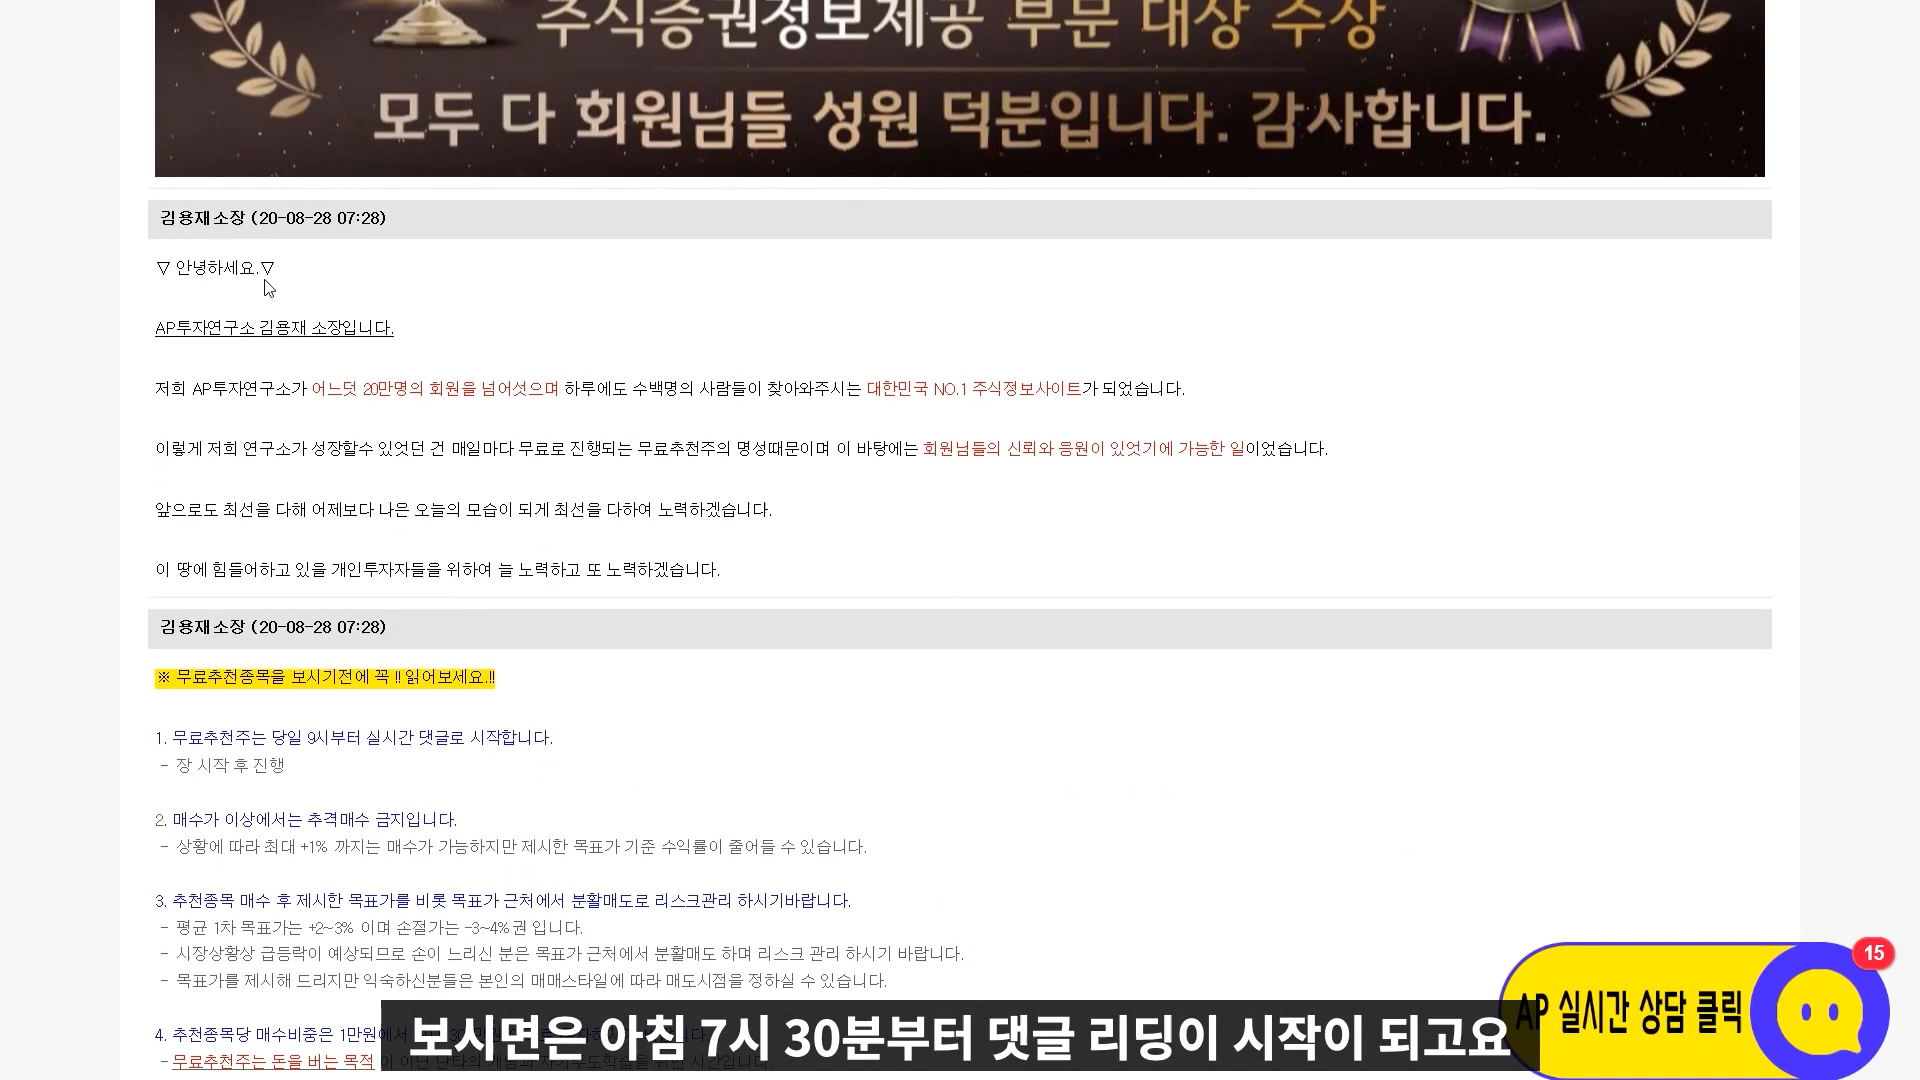 주식증권정보제공 부문 대상 수상
모두 다 회원님들 성원 덕분입니다. 감사합니다.
김용재소장 (20-08-28 07:28)
▽ 안녕하세요.▽
AP투자연구소 김용재 소장입니다.
저희 AP투자연구소가 어느덧 20만명의 회원을 넘어섯으며 하루에도 수백명의 사람들이 찾아와주시는 대한민국 NO.1 주식정보사이트가 되었습니다.
이렇게 저희 연구소가 성장할수 있엇던 건 매일마다 무료로 진행되는 무료추천주의 명성때문이며 이 바탕에는 회원님들의 신뢰와 응원이 있엇기에 가능한 일이었습니다.
앞으로도 최선을 다해 어제보다 나은 오늘의 모습이 되게 최선을 다하여 노력하겠습니다.
이 땅에 힘들어하고 있을 개인투자자들을 위하여 늘 노력하고 또 노력하겠습니다.
김용재소장 (20-08-28 07:28)
※ 무료추천종목을 보시기전에 꼭 !! 읽어보세요.!!
1. 무료추천주는 당일 9시부터 실시간 댓글로 시작합니다.
- 장 시작 후 진행
2. 매수가 이상에서는 추격매수 금지입니다.
- 상황에 따라 최대 +1% 까지는 매수가 가능하지만 제시한 목표가 기준 수익률이 줄어들 수 있습니다.
3. 추천종목 매수 후 제시한 목표가를 비롯 목표가 근처에서 분할매도로 리스크관리 하시기바랍니다.
- 평균 1차 목표가는 +2~3% 이며 손절가는 -3~4%권 입니다.
- 시장상황상 급등락이 예상되므로 손이 느리신 분은 목표가 근처에서 분할매도 하며 리스크 관리 하시기 바랍니다.
- 목표가를 제시해 드리지만 익숙하신분들은 본인의 매매스타일에 따라 매도시점을 정하실 수 있습니다.
4. 추천종목당 매수비중은 1만원에서
- 무료추천주는 돈을 버는 목적
보시면은 아침 7시 30분부터 댓글 리딩이 시작이 되고요
AP 실시간 상담 클릭
15